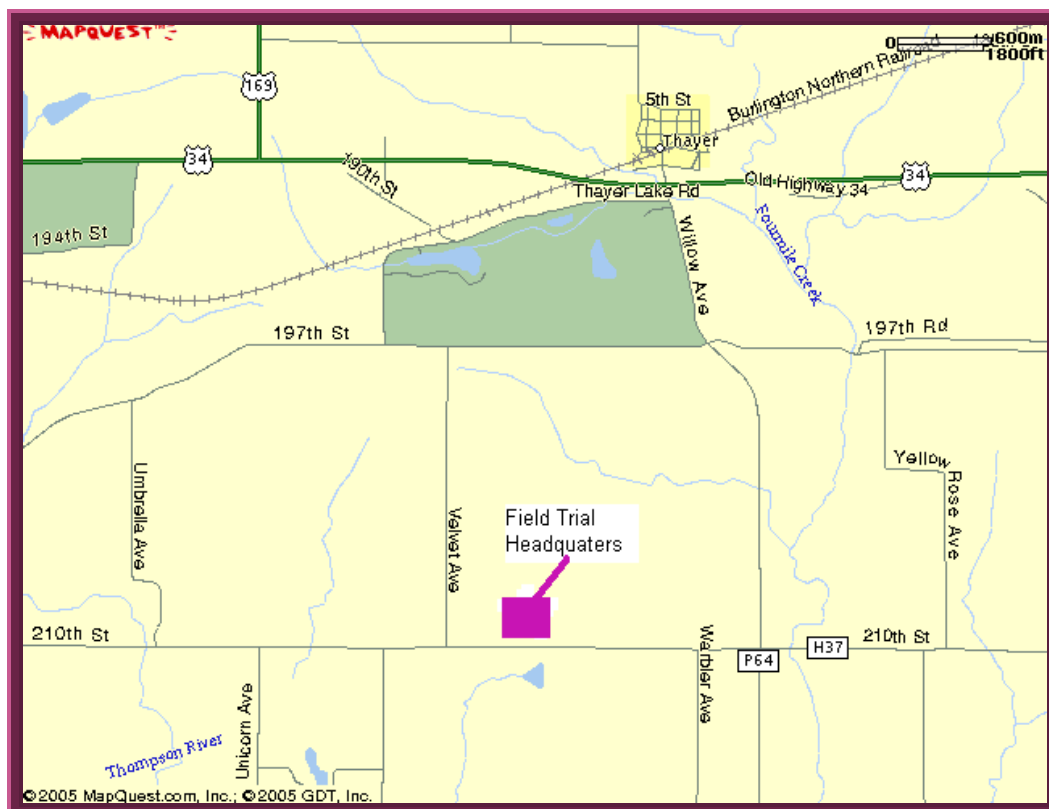 MAPQUEST™
0 600m
1800ft
169
5th St
Burlington Northern Railroad
Thayer
34
190th St
34
Old Highway 34
Thayer Lake Rd
194th St
Willow Ave
Fourmile Creek
197th St
197th Rd
Umbrella Ave
Velvet Ave
Yellow
Rose Ave
Field Trial
Headquaters
210th St
210th St
Warbler Ave
H37
P64
Unicorn Ave
Thompson River
©2005 MapQuest.com, Inc.; ©2005 GDT, Inc.